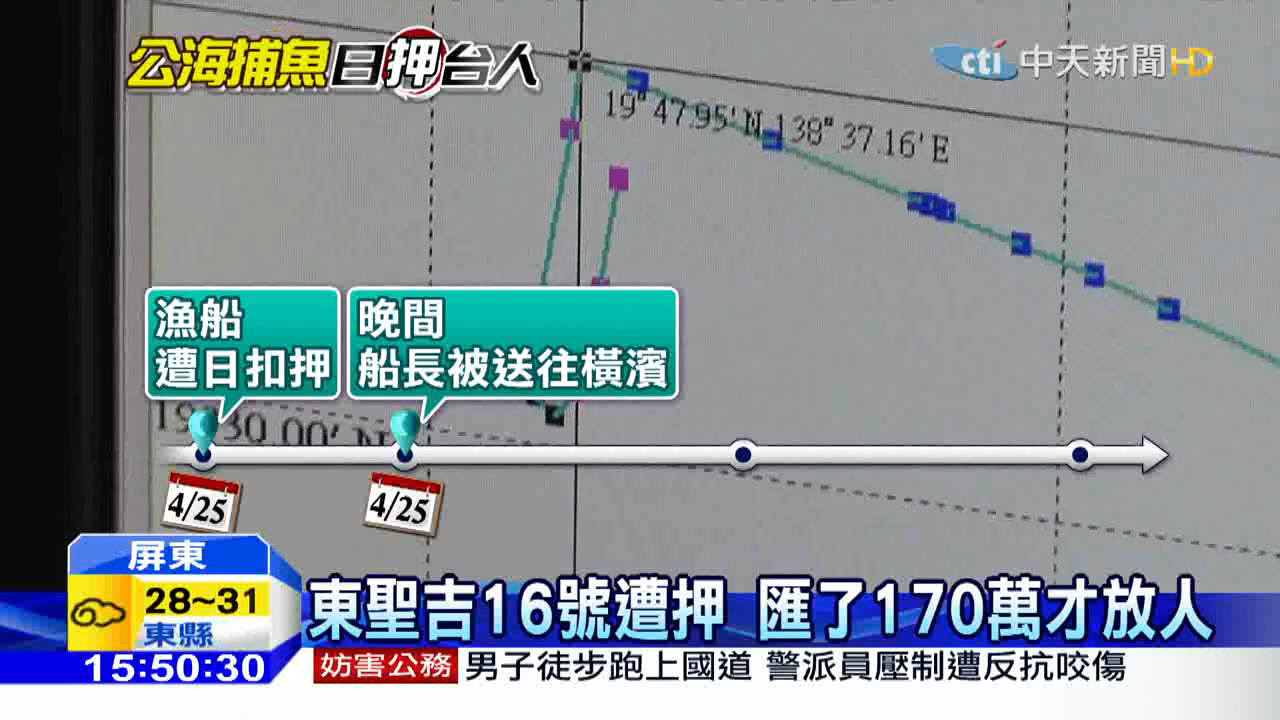 公海捕魚日押台人
cti 中天新聞HD
19° 47.95' N 138° 37.16' E
漁船
遭日扣押
晚間
船長被送往橫濱
19° 30.00' N
4/25
4/25
屏東
28~31
東縣
東聖吉16號遭押 匯了170萬才放人
15:50:30
妨害公務 男子徒步跑上國道 警派員壓制遭反抗咬傷